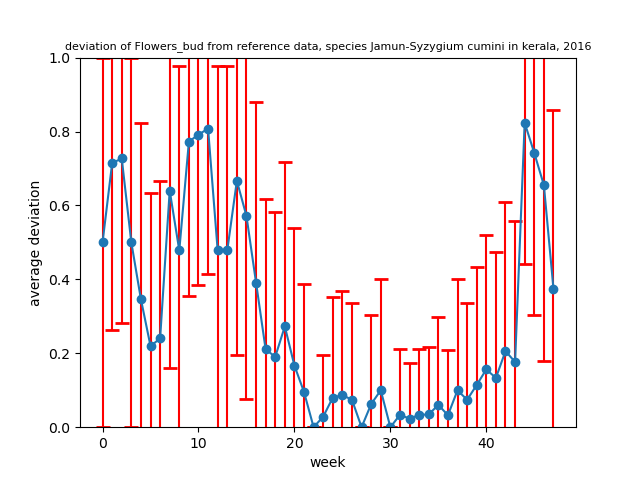 deviation of Flowers_bud from reference data, species Jamun-Syzygium cumini in kerala, 2016
1.0
0.8
0.6
0.4
0.2
0.0
average deviation
0 10 20 30 40
week